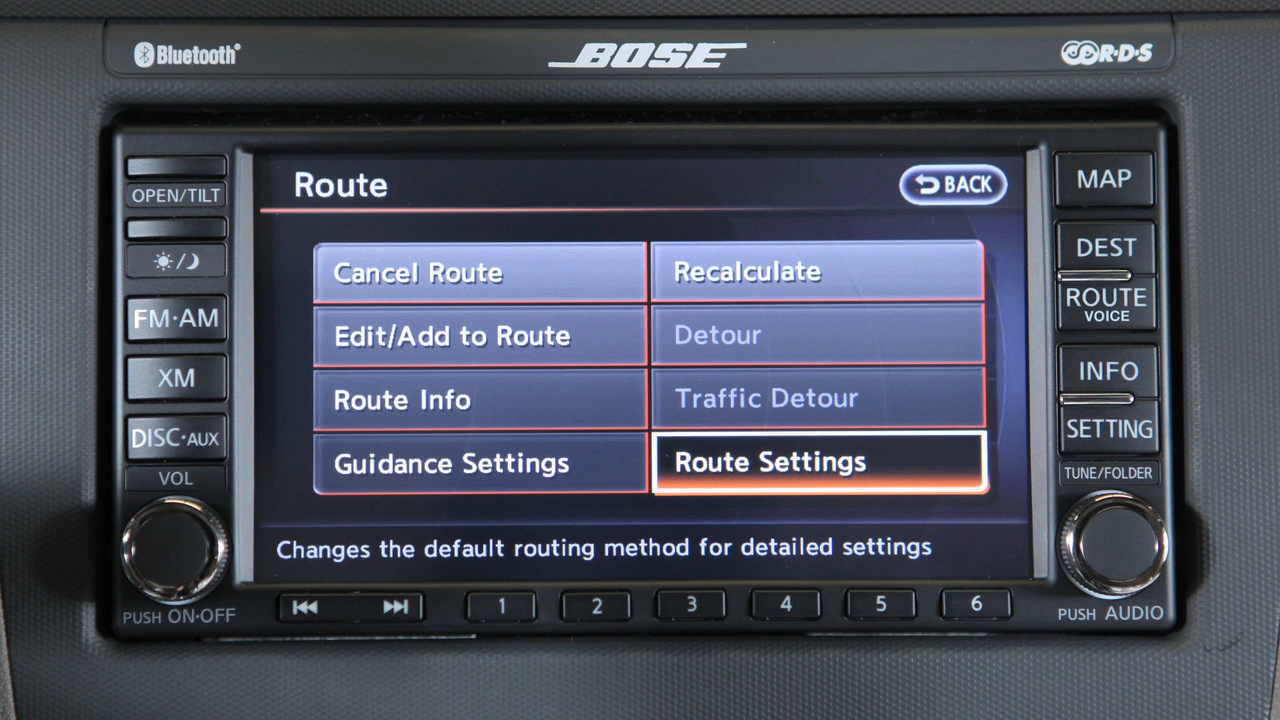 Bluetooth®
BOSE
R·D·S
OPEN/TILT
FM·AM
XM
DISC·AUX
VOL
PUSH ON·OFF
Route
BACK
Cancel Route
Recalculate
Edit/Add to Route
Detour
Route Info
Traffic Detour
Guidance Settings
Route Settings
Changes the default routing method for detailed settings
1 2 3 4 5 6
MAP
DEST
ROUTE
VOICE
INFO
SETTING
TUNE/FOLDER
PUSH AUDIO